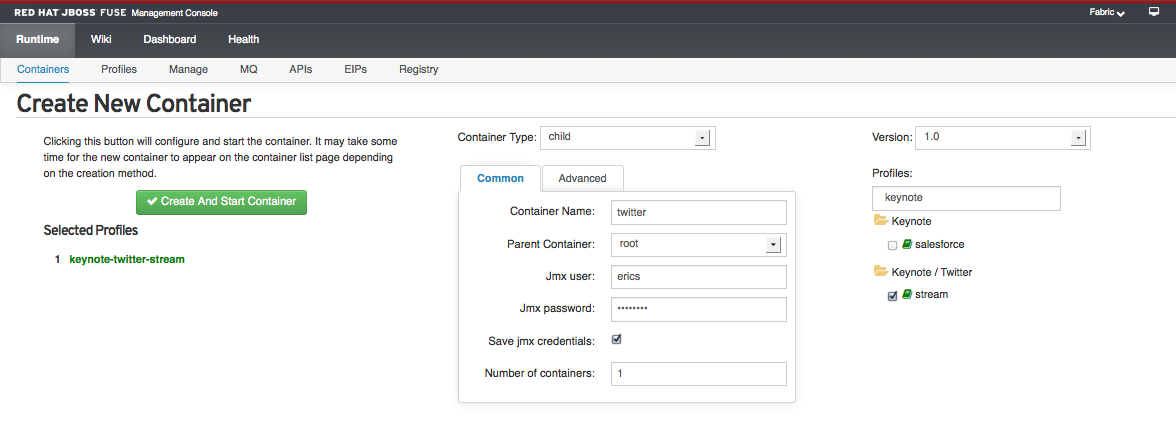 RED HAT JBOSS FUSE Management Console
Fabric
Runtime Wiki Dashboard Health
Containers Profiles Manage MQ APIs EIPs Registry
Create New Container
Clicking this button will configure and start the container. It may take some
time for the new container to appear on the container list page depending
on the creation method.
Create And Start Container
Selected Profiles
1 keynote-twitter-stream
Container Type: child
Common Advanced
Container Name: twitter
Parent Container: root
Jmx user: erics
Jmx password: ••••••••
Save jmx credentials:
Number of containers: 1
Version: 1.0
Profiles:
keynote
Keynote
salesforce
Keynote / Twitter
stream